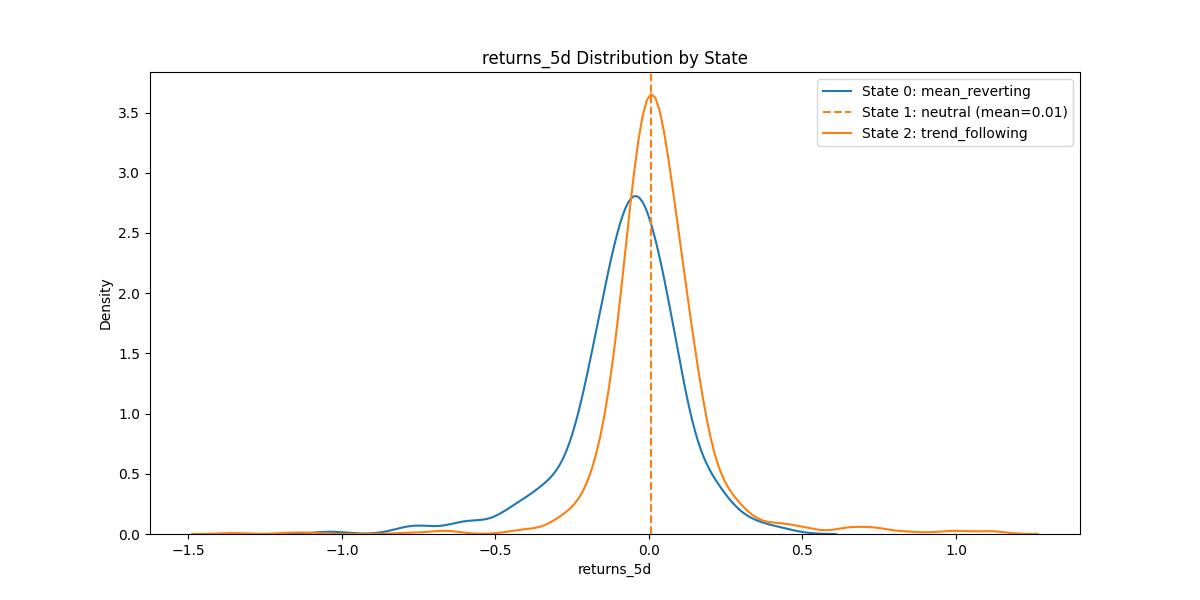 returns_5d Distribution by State
State 0: mean_reverting
State 1: neutral (mean=0.01)
State 2: trend_following
Density
3.5
3.0
2.5
2.0
1.5
1.0
0.5
0.0
−1.5 −1.0 −0.5 0.0 0.5 1.0
returns_5d